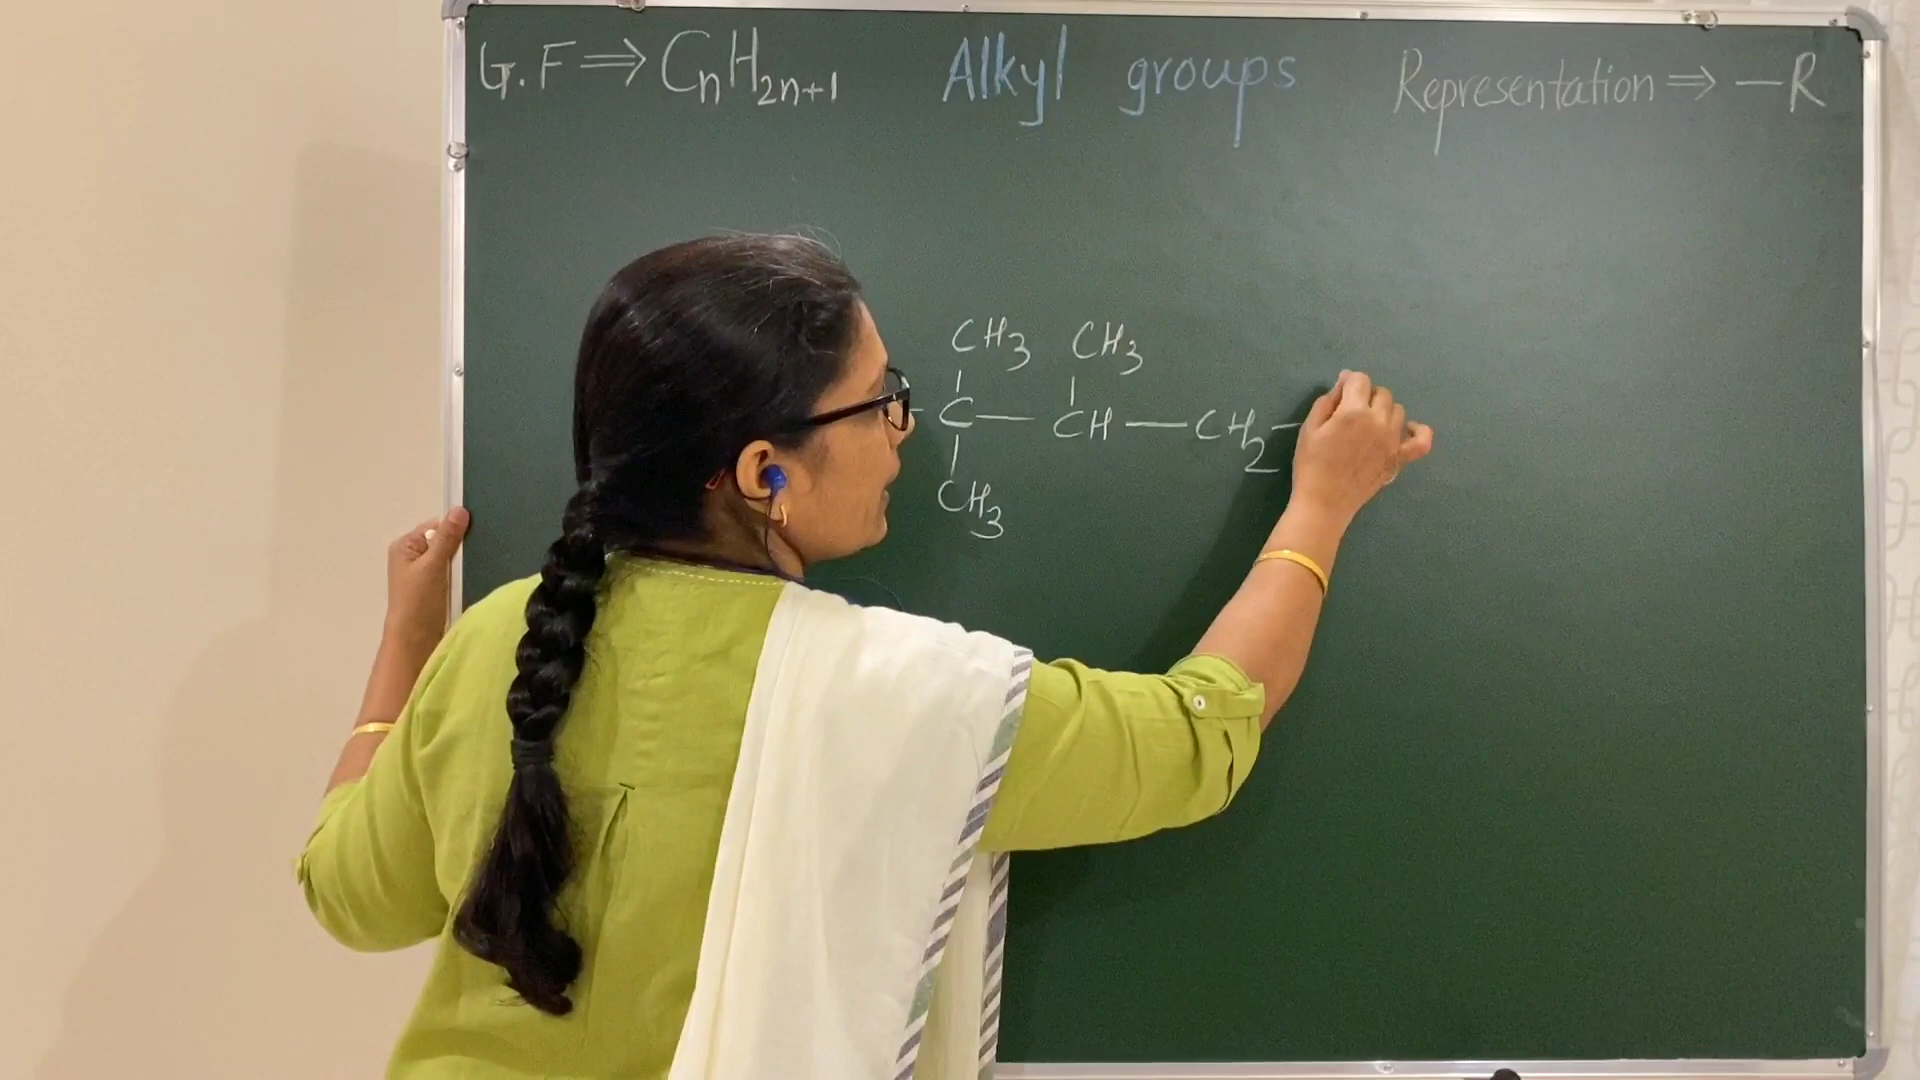 G.F ⇒ CnH2n+1 Alkyl groups Representation ⇒ —R
CH3 CH3
— C — CH — CH2 —
CH3